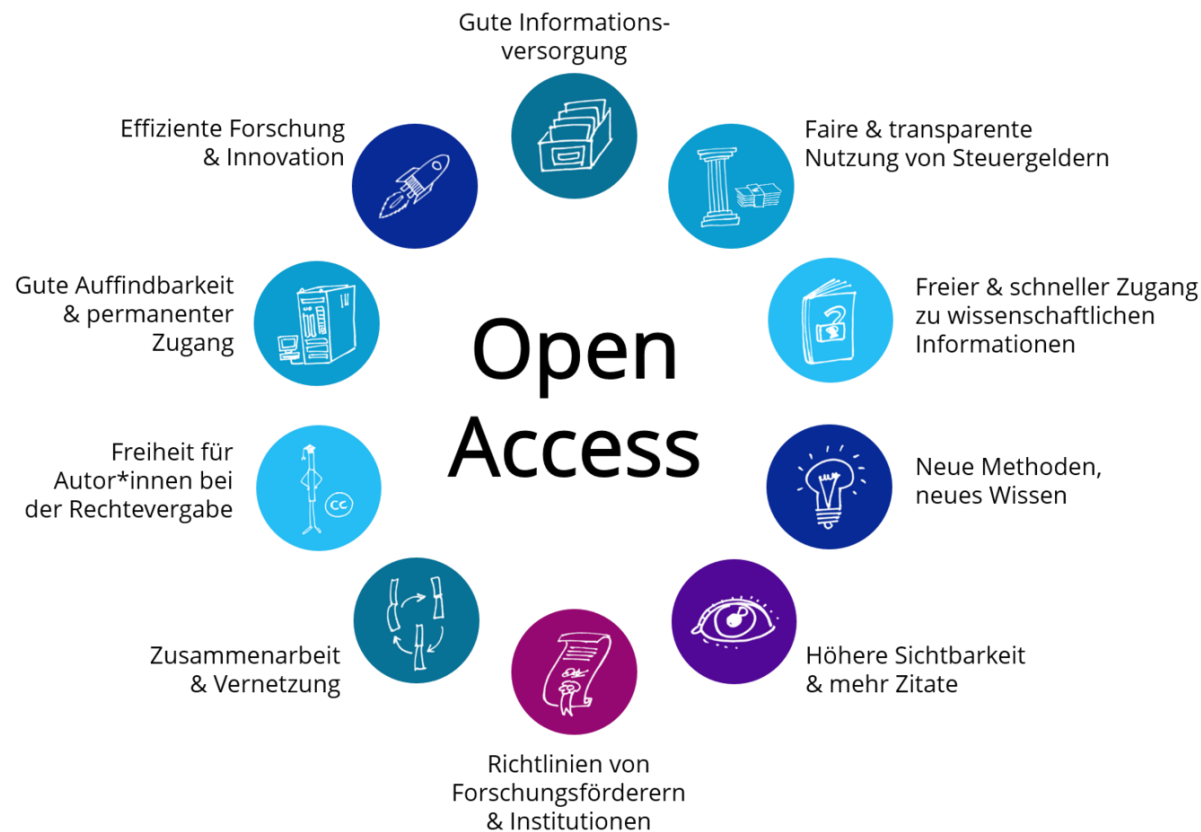 Gute Informations-
versorgung
Faire & transparente
Nutzung von Steuergeldern
Freier & schneller Zugang
zu wissenschaftlichen
Informationen
Neue Methoden,
neues Wissen
Höhere Sichtbarkeit
& mehr Zitate
Richtlinien von
Forschungsförderern
& Institutionen
Zusammenarbeit
& Vernetzung
Freiheit für
Autor*innen bei
der Rechtevergabe
cc
Gute Auffindbarkeit
& permanenter
Zugang
Effiziente Forschung
& Innovation
Open
Access